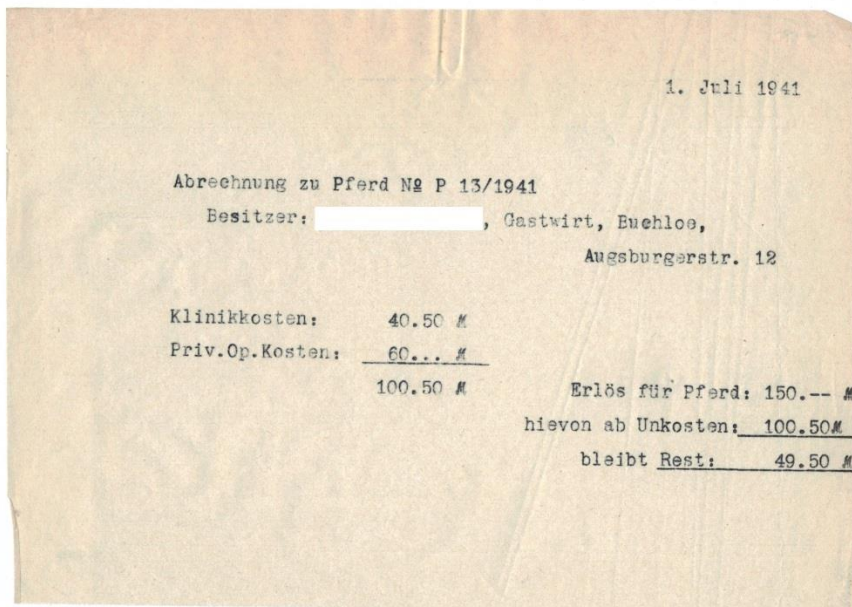 1. Juli 1941
Abrechnung zu Pferd № P 13/1941
Besitzer: , Gastwirt, Buchloe,
Augsburgerstr. 12
Klinikkosten: 40.50 ℳ
Priv.Op.Kosten: 60... ℳ
100.50 ℳ
Erlös für Pferd: 150.-- ℳ
hievon ab Unkosten: 100.50ℳ
bleibt Rest: 49.50 ℳ